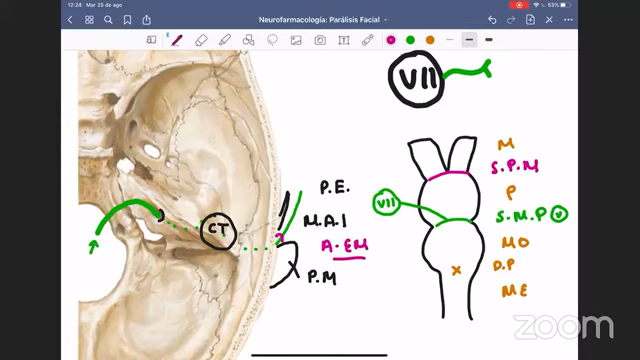 12:24 Mar 25 de ago
Neurofarmacología: Parálisis Facial
53%
VII
CT
P.E.
M.A.I
A.EM
P.M
VII
M
S.P.M
P
S.M.P V
MO
D.P
ME
zoom